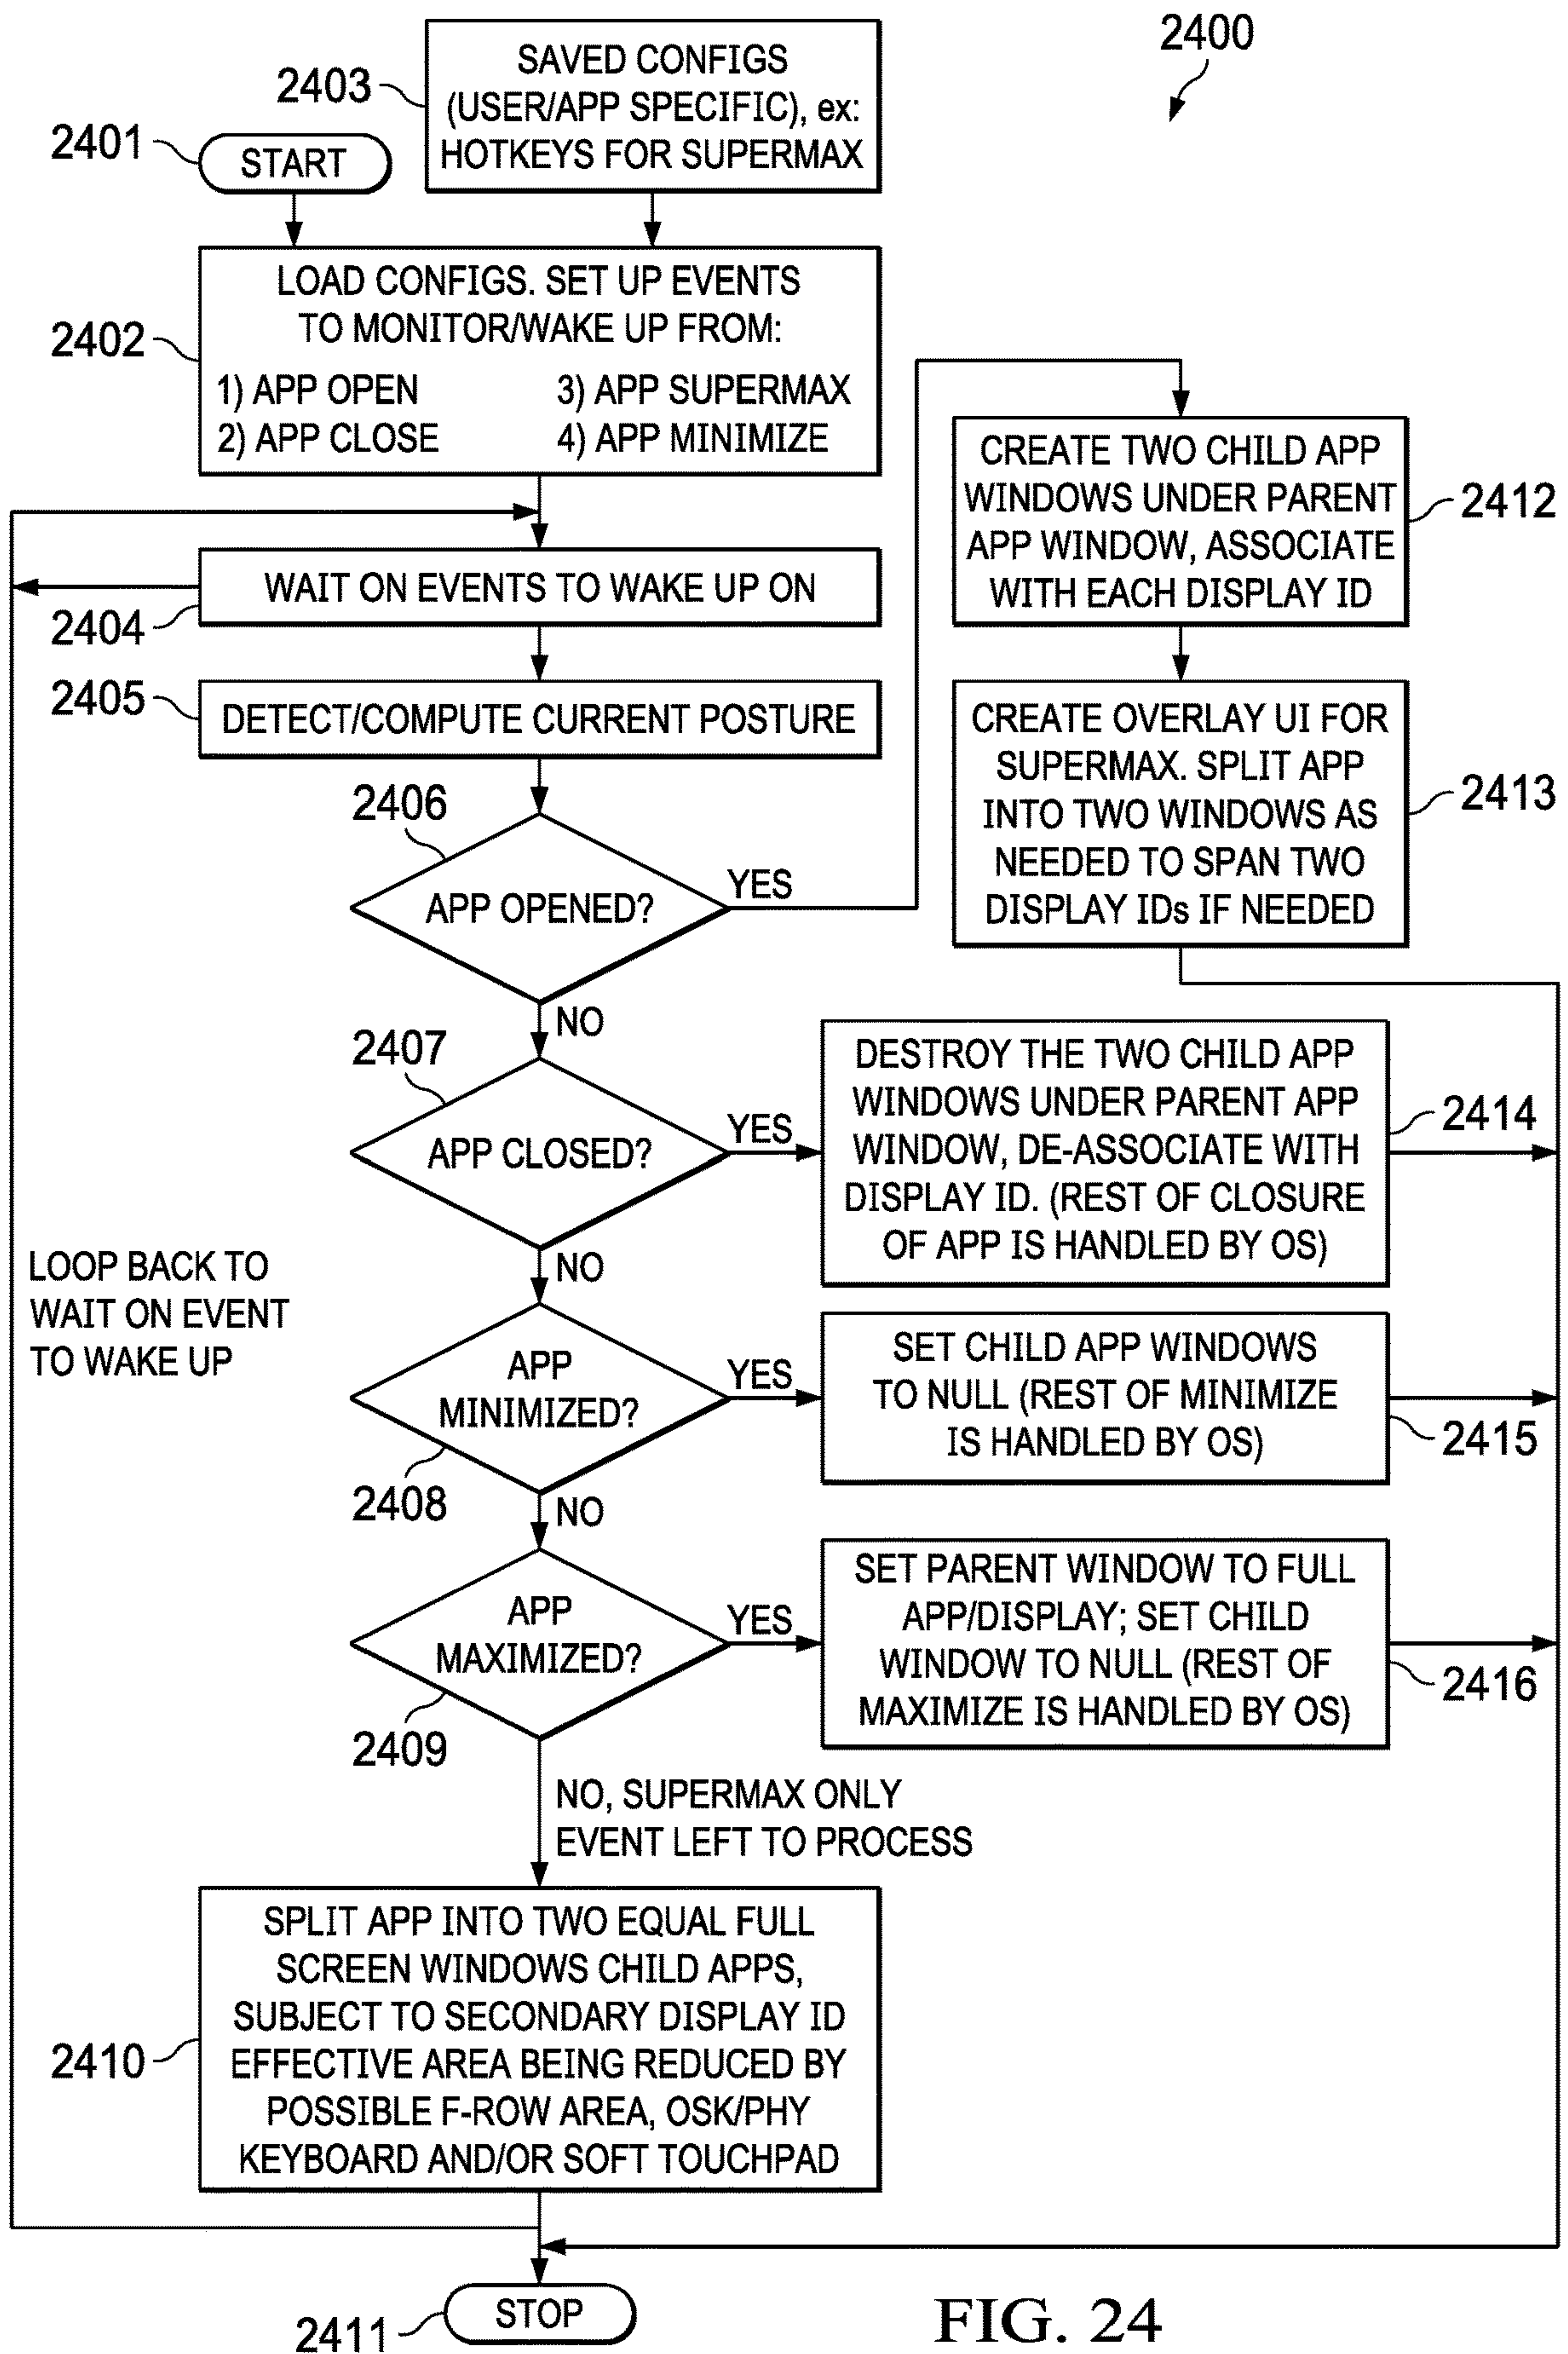 2400
2403
SAVED CONFIGS
(USER/APP SPECIFIC), ex:
HOTKEYS FOR SUPERMAX
2401
START
2402
LOAD CONFIGS. SET UP EVENTS
TO MONITOR/WAKE UP FROM:
1) APP OPEN
3) APP SUPERMAX
2) APP CLOSE
4) APP MINIMIZE
2404
WAIT ON EVENTS TO WAKE UP ON
2405
DETECT/COMPUTE CURRENT POSTURE
2406
APP OPENED?
YES
NO
CREATE TWO CHILD APP
WINDOWS UNDER PARENT
APP WINDOW, ASSOCIATE
WITH EACH DISPLAY ID
2412
CREATE OVERLAY UI FOR
SUPERMAX. SPLIT APP
INTO TWO WINDOWS AS
NEEDED TO SPAN TWO
DISPLAY IDs IF NEEDED
2413
2407
APP CLOSED?
YES
NO
DESTROY THE TWO CHILD APP
WINDOWS UNDER PARENT APP
WINDOW, DE-ASSOCIATE WITH
DISPLAY ID. (REST OF CLOSURE
OF APP IS HANDLED BY OS)
2414
LOOP BACK TO
WAIT ON EVENT
TO WAKE UP
APP
MINIMIZED?
2408
YES
NO
SET CHILD APP WINDOWS
TO NULL (REST OF MINIMIZE
IS HANDLED BY OS)
2415
APP
MAXIMIZED?
2409
YES
SET PARENT WINDOW TO FULL
APP/DISPLAY; SET CHILD
WINDOW TO NULL (REST OF
MAXIMIZE IS HANDLED BY OS)
2416
NO, SUPERMAX ONLY
EVENT LEFT TO PROCESS
2410
SPLIT APP INTO TWO EQUAL FULL
SCREEN WINDOWS CHILD APPS,
SUBJECT TO SECONDARY DISPLAY ID
EFFECTIVE AREA BEING REDUCED BY
POSSIBLE F-ROW AREA, OSK/PHY
KEYBOARD AND/OR SOFT TOUCHPAD
2411
STOP
FIG. 24